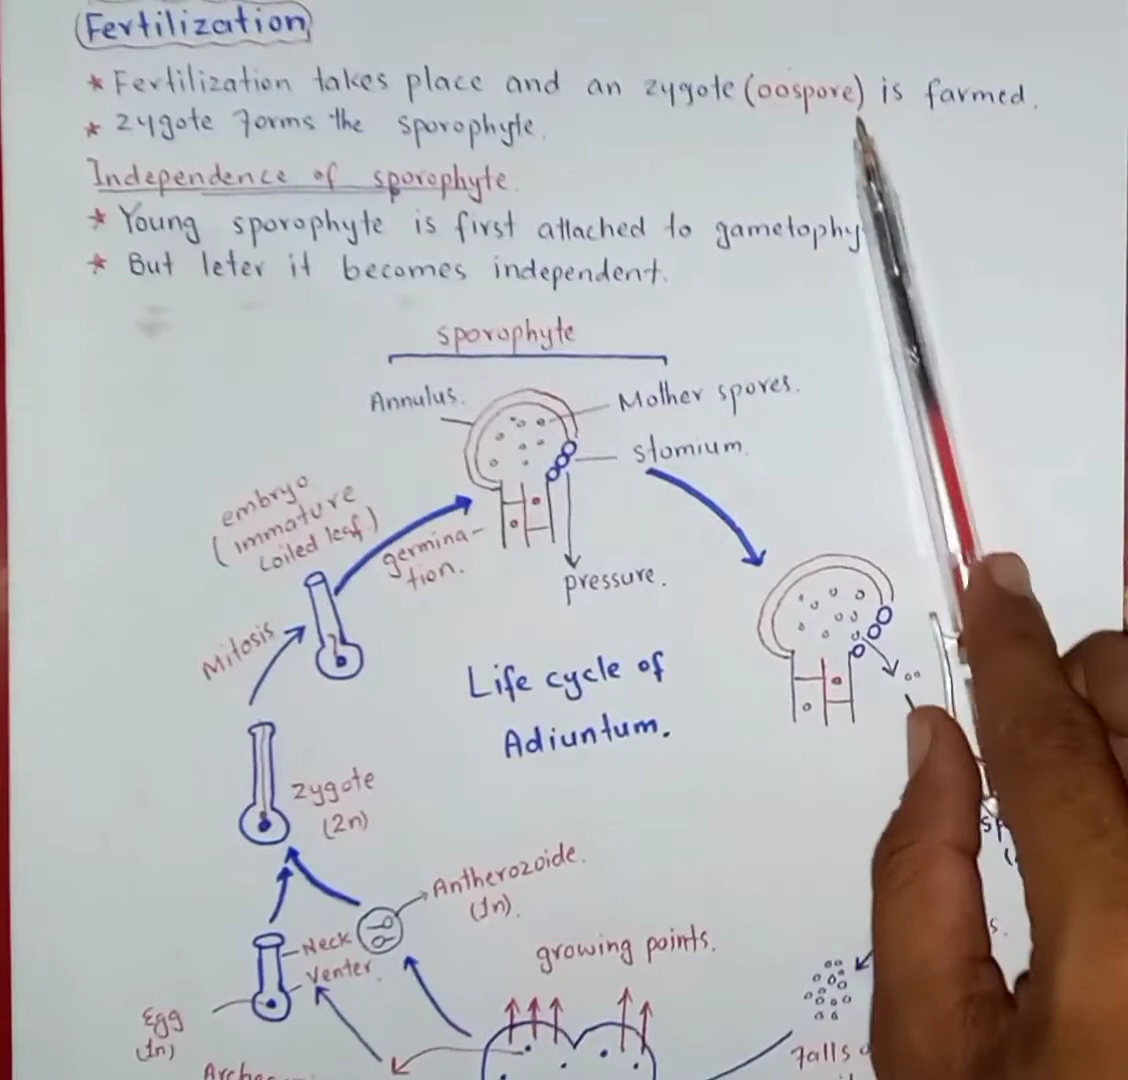 Fertilization
* Fertilization takes place and an zygote (oospore) is farmed.
* zygote forms the sporophyte.
Independence of sporophyte.
* Young sporophyte is first attached to gametophy
* But leter it becomes independent.
sporophyte
Annulus.
Mother spores.
stomium.
embryo
(immature
coiled leaf)
germina-
tion.
pressure.
Mitosis
Life cycle of
Adiuntum.
zygote
(2n)
Antherozoide.
(1n).
Neck
Venter.
growing points.
Egg
(1n)
s.
Falls